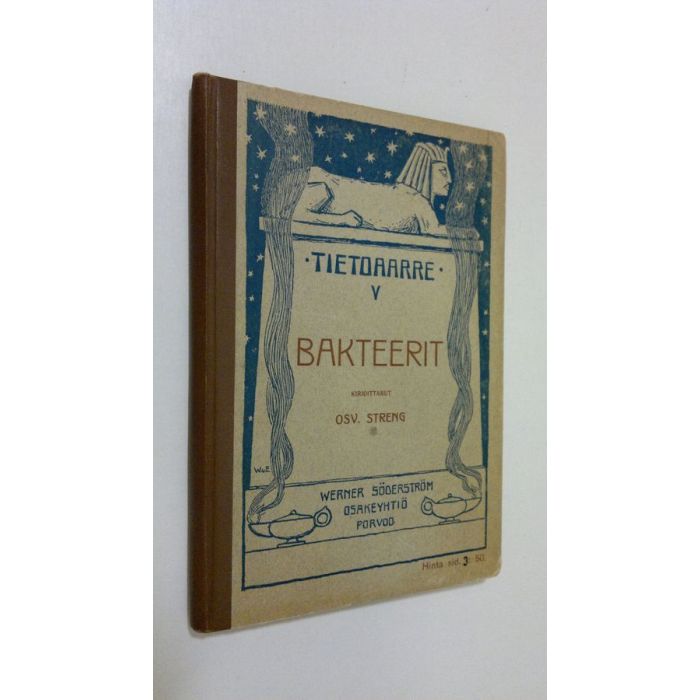 ·TIETOAARRE·
V
BAKTEERIT
KIRJOITTANUT
OSV. STRENG
WERNER SÖDERSTRÖM
OSAKEYHTIÖ
PORVOO
Hinta sid. 3: 50.